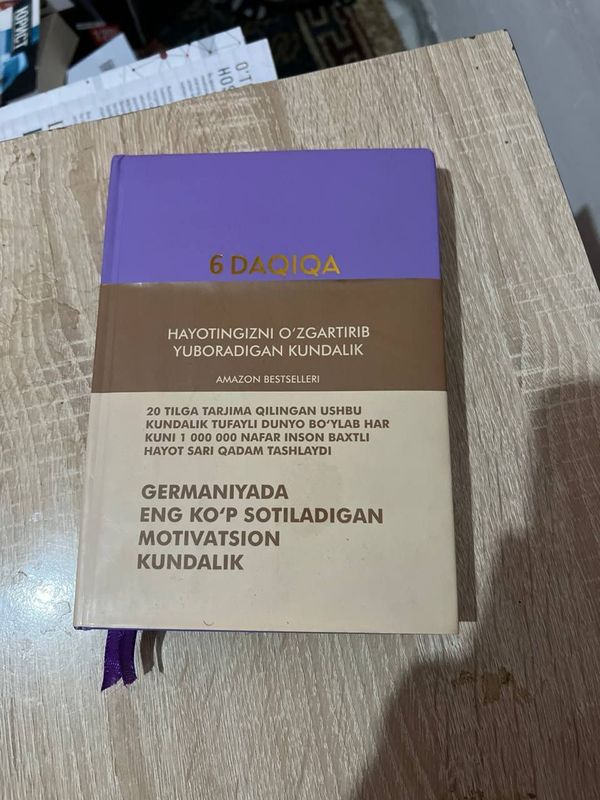 6 DAQIQA
HAYOTINGIZNI O‘ZGARTIRIB
YUBORADIGAN KUNDALIK
AMAZON BESTSELLERI
20 TILGA TARJIMA QILINGAN USHBU
KUNDALIK TUFAYLI DUNYO BO‘YLAB HAR
KUNI 1 000 000 NAFAR INSON BAXTLI
HAYOT SARI QADAM TASHLAYDI
GERMANIYADA
ENG KO‘P SOTILADIGAN
MOTIVATSION
KUNDALIK